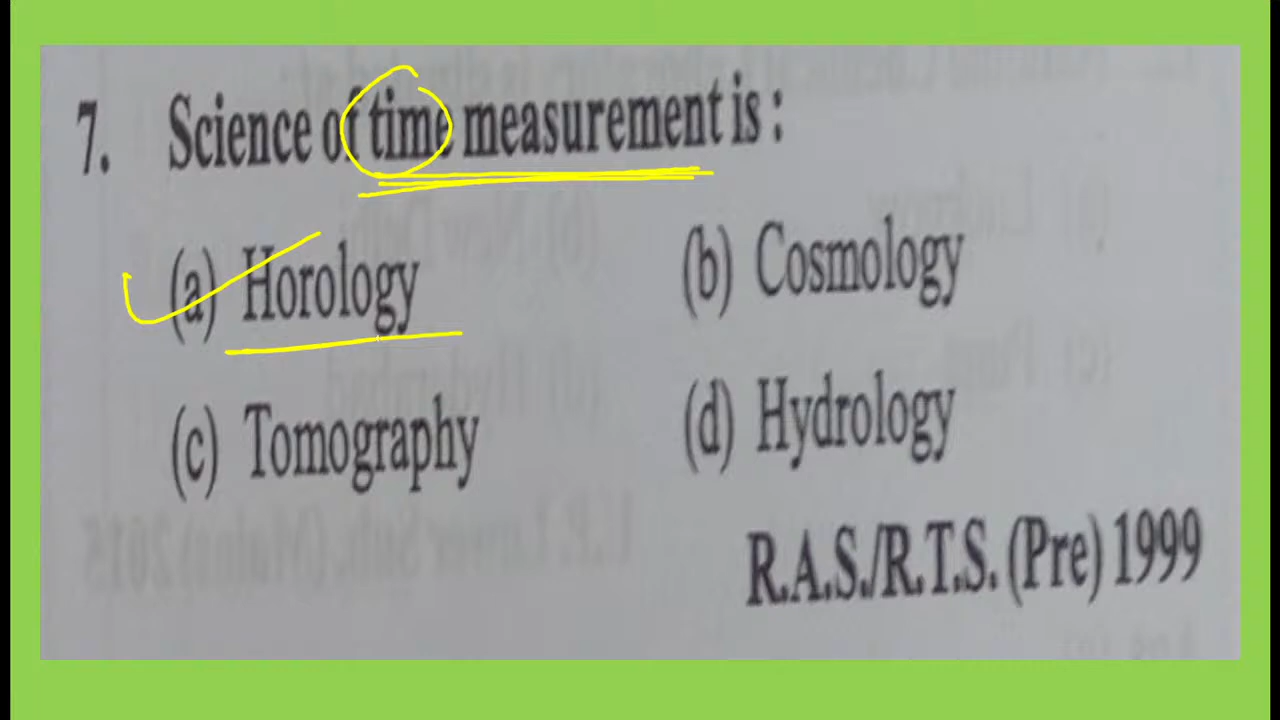 7. Science of time measurement is :
(a) Horology (b) Cosmology
(c) Tomography (d) Hydrology
R.A.S./R.T.S. (Pre) 1999